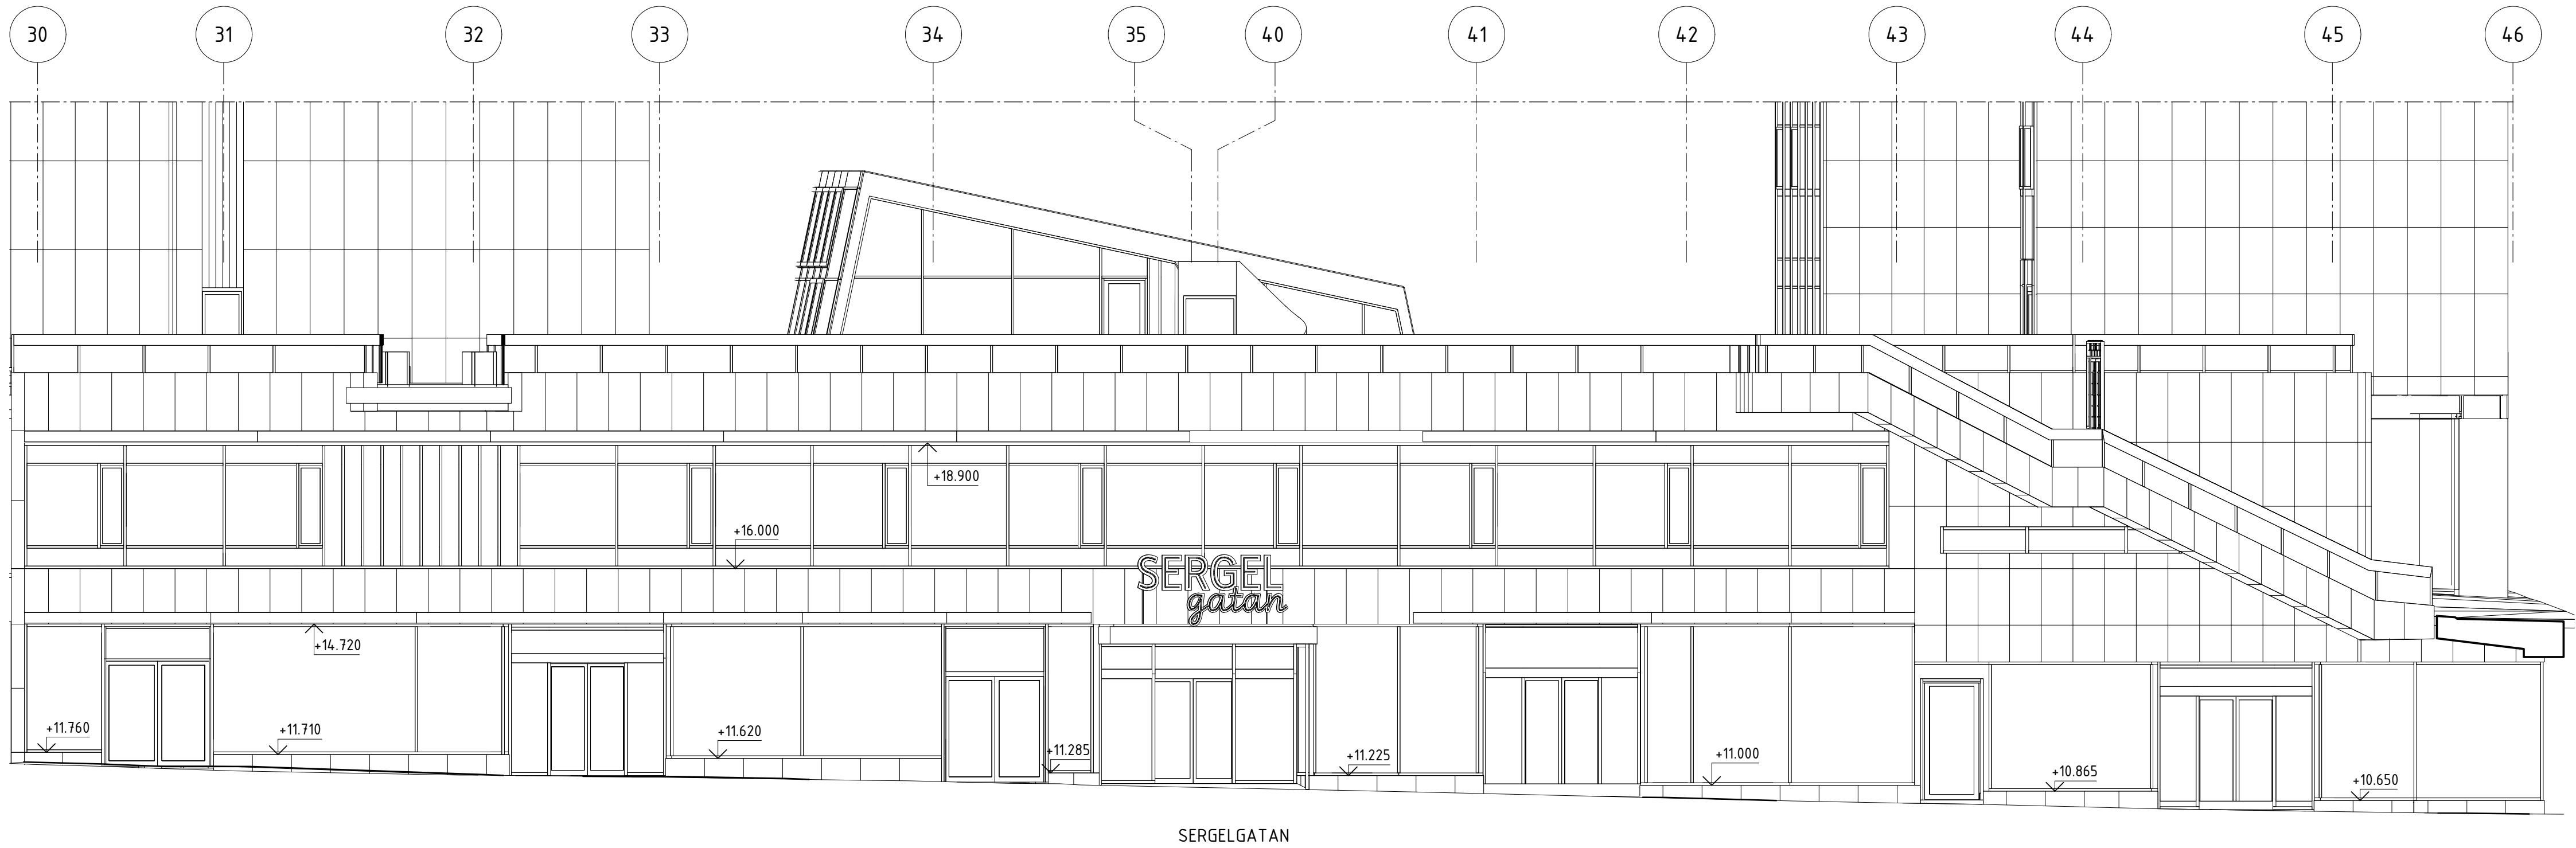 30 31 32 33 34 35 40 41 42 43 44 45 46
+18.900
+16.000
SERGEL
gatan
+14.720
+11.760
+11.710
+11.620
+11.285
+11.225
+11.000
+10.865
+10.650
SERGELGATAN